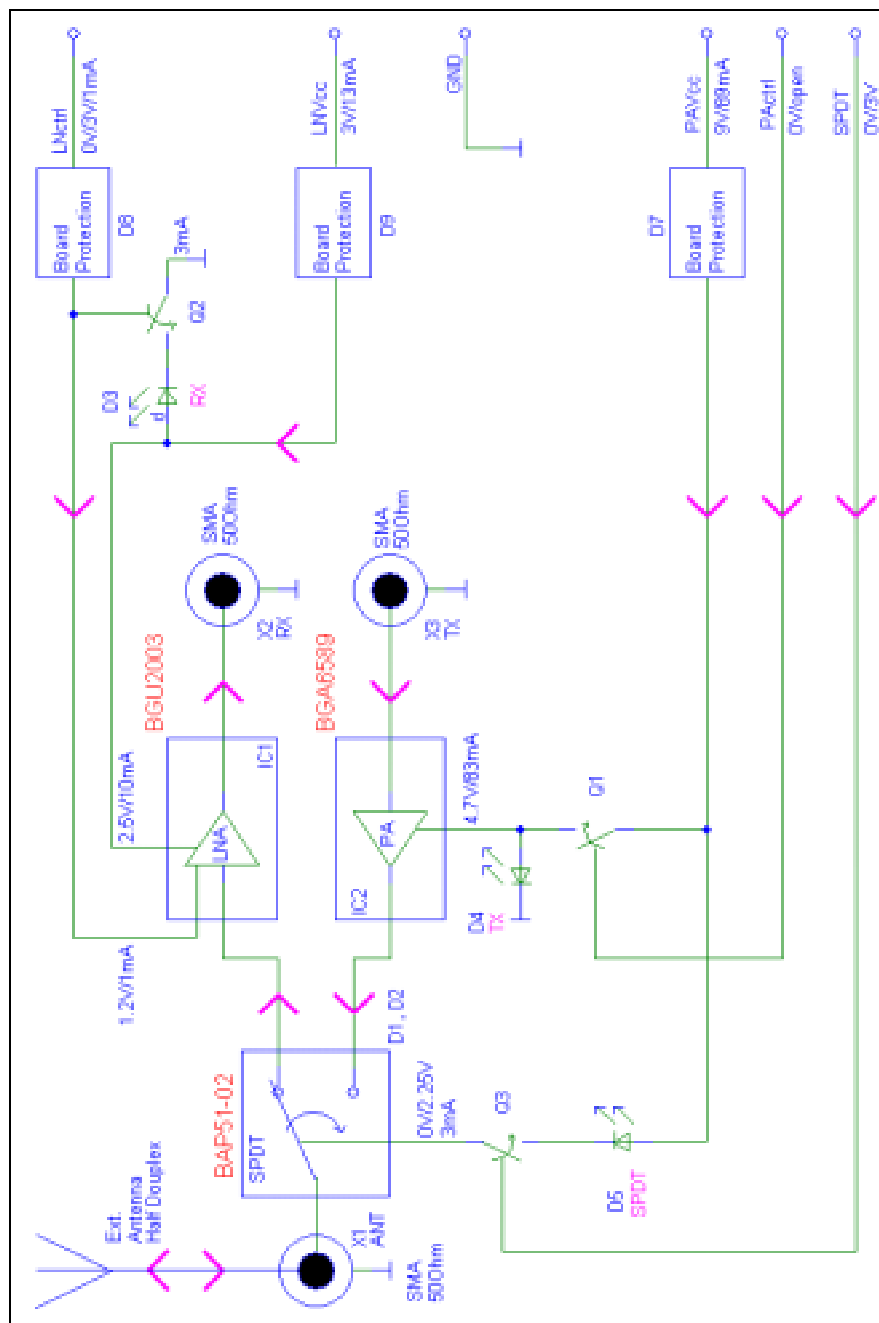 LNctrl
0V/3V/1mA
Board
Protection
D8
3mA
Q2
D3
d
RX
LNVcc
3V/13mA
Board
Protection
D9
GND
PAVcc
9V/89mA
Board
Protection
D7
PActrl
0V/open
SPDT
0V/3V
SMA
50Ohm
X2
RX
BGU2003
IC1
LNA
2.5V/10mA
1.2V/1mA
SMA
50Ohm
X3
TX
BGA6589
IC2
PA
4.7V/83mA
Q1
D4
TX
BAP51-02
SPDT
D1, D2
0V/2.25V
3mA
Q3
D5
SPDT
Ext.
Antenna
Half Douplex
X1
ANT
SMA
50Ohm